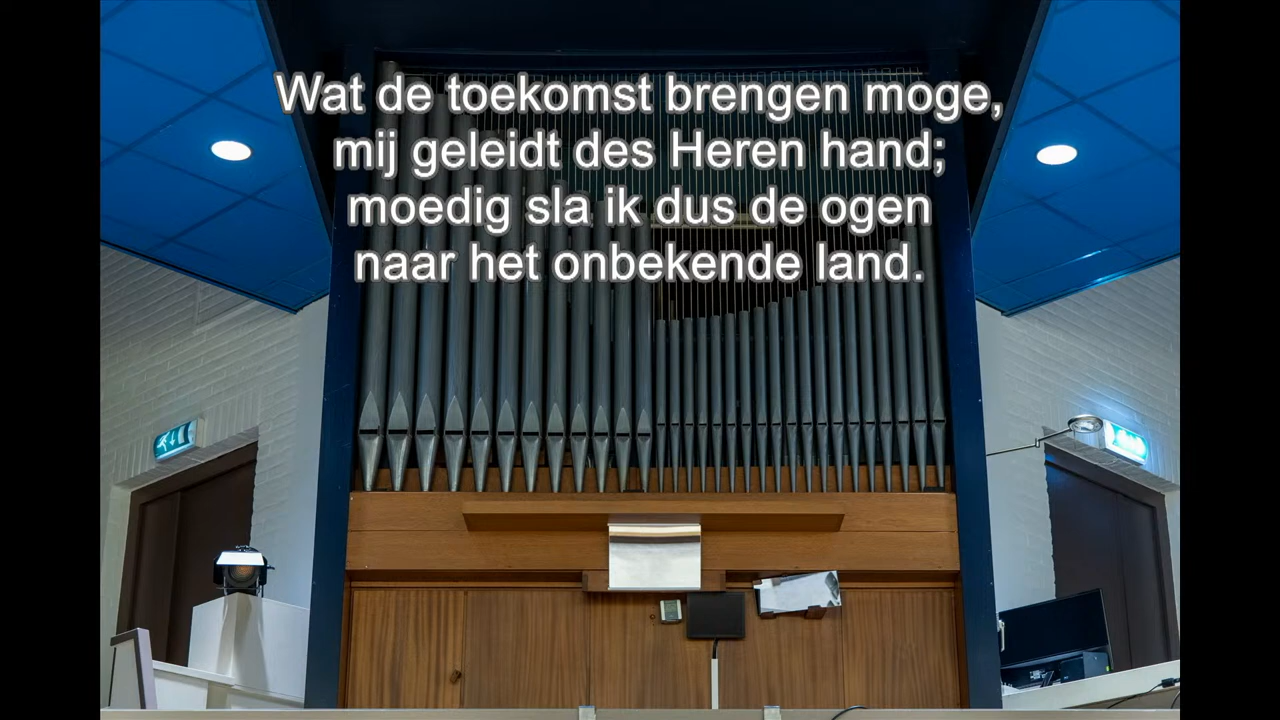 Wat de toekomst brengen moge,
mij geleidt des Heren hand;
moedig sla ik dus de ogen
naar het onbekende land.